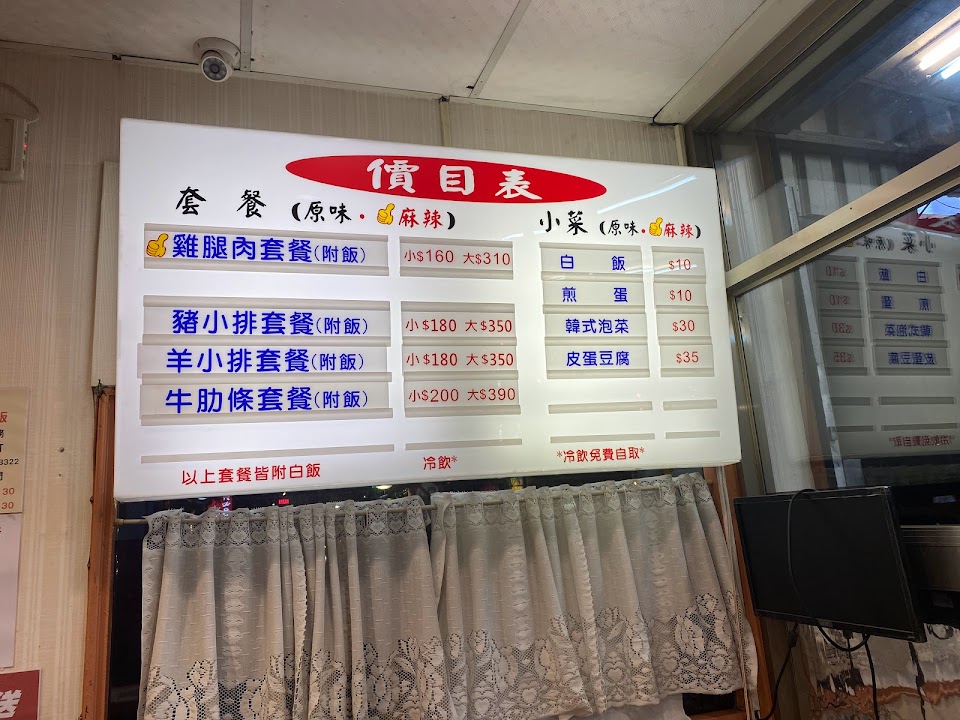 價目表
套餐 (原味·麻辣)
雞腿肉套餐(附飯) 小$160 大$310
豬小排套餐(附飯) 小$180 大$350
羊小排套餐(附飯) 小$180 大$350
牛肋條套餐(附飯) 小$200 大$390
以上套餐皆附白飯 冷飲*
小菜 (原味·麻辣)
白飯 $10
煎蛋 $10
韓式泡菜 $30
皮蛋豆腐 $35
*冷飲免費自取*
3322
30
30
送